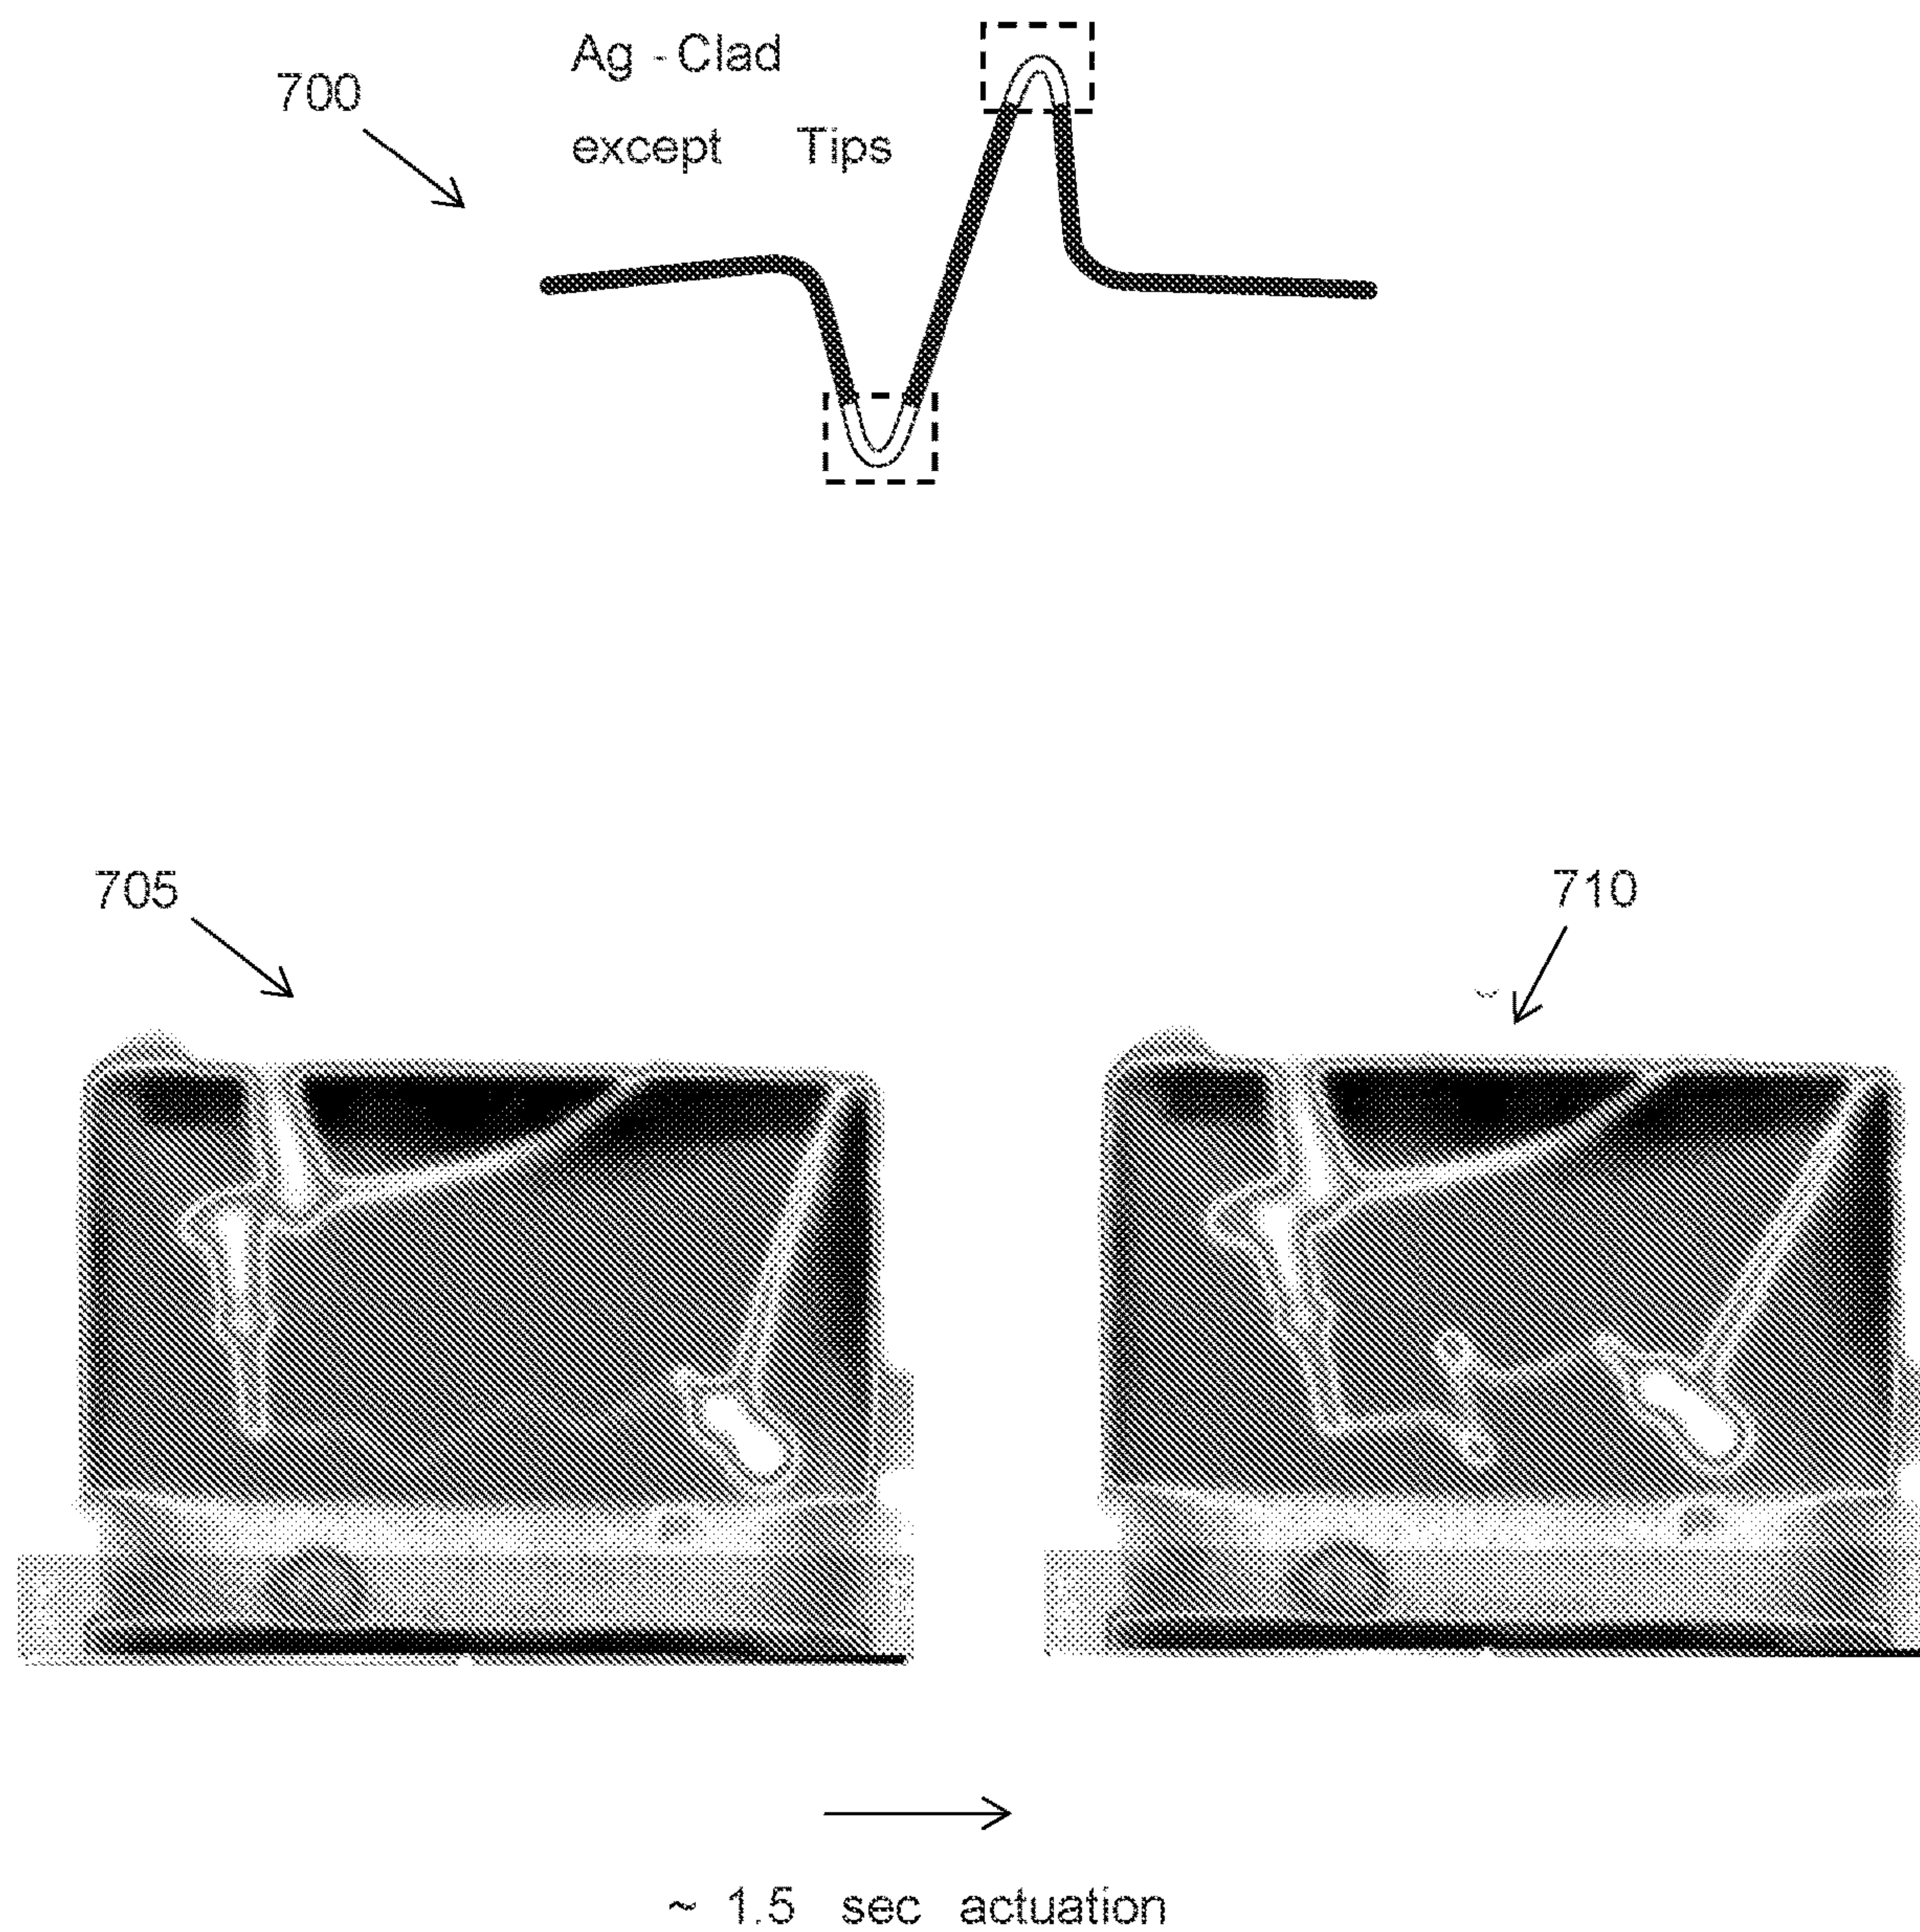 700
Ag - Clad
except Tips
705
710
~ 1.5 sec actuation